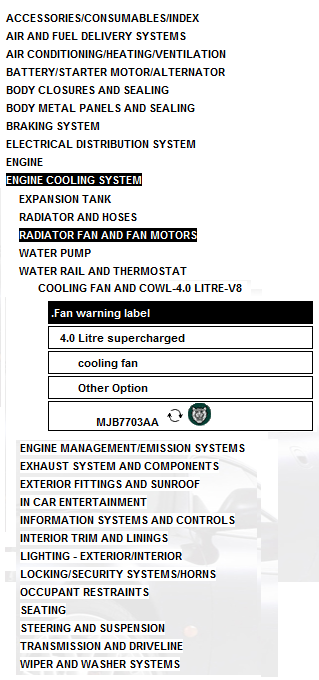 ACCESSORIES/CONSUMABLES/INDEX
AIR AND FUEL DELIVERY SYSTEMS
AIR CONDITIONING/HEATING/VENTILATION
BATTERY/STARTER MOTOR/ALTERNATOR
BODY CLOSURES AND SEALING
BODY METAL PANELS AND SEALING
BRAKING SYSTEM
ELECTRICAL DISTRIBUTION SYSTEM
ENGINE
ENGINE COOLING SYSTEM
EXPANSION TANK
RADIATOR AND HOSES
RADIATOR FAN AND FAN MOTORS
WATER PUMP
WATER RAIL AND THERMOSTAT
COOLING FAN AND COWL-4.0 LITRE-V8
.Fan warning label
4.0 Litre supercharged
cooling fan
Other Option
MJB7703AA
ENGINE MANAGEMENT/EMISSION SYSTEMS
EXHAUST SYSTEM AND COMPONENTS
EXTERIOR FITTINGS AND SUNROOF
IN CAR ENTERTAINMENT
INFORMATION SYSTEMS AND CONTROLS
INTERIOR TRIM AND LININGS
LIGHTING - EXTERIOR/INTERIOR
LOCKING/SECURITY SYSTEMS/HORNS
OCCUPANT RESTRAINTS
SEATING
STEERING AND SUSPENSION
TRANSMISSION AND DRIVELINE
WIPER AND WASHER SYSTEMS